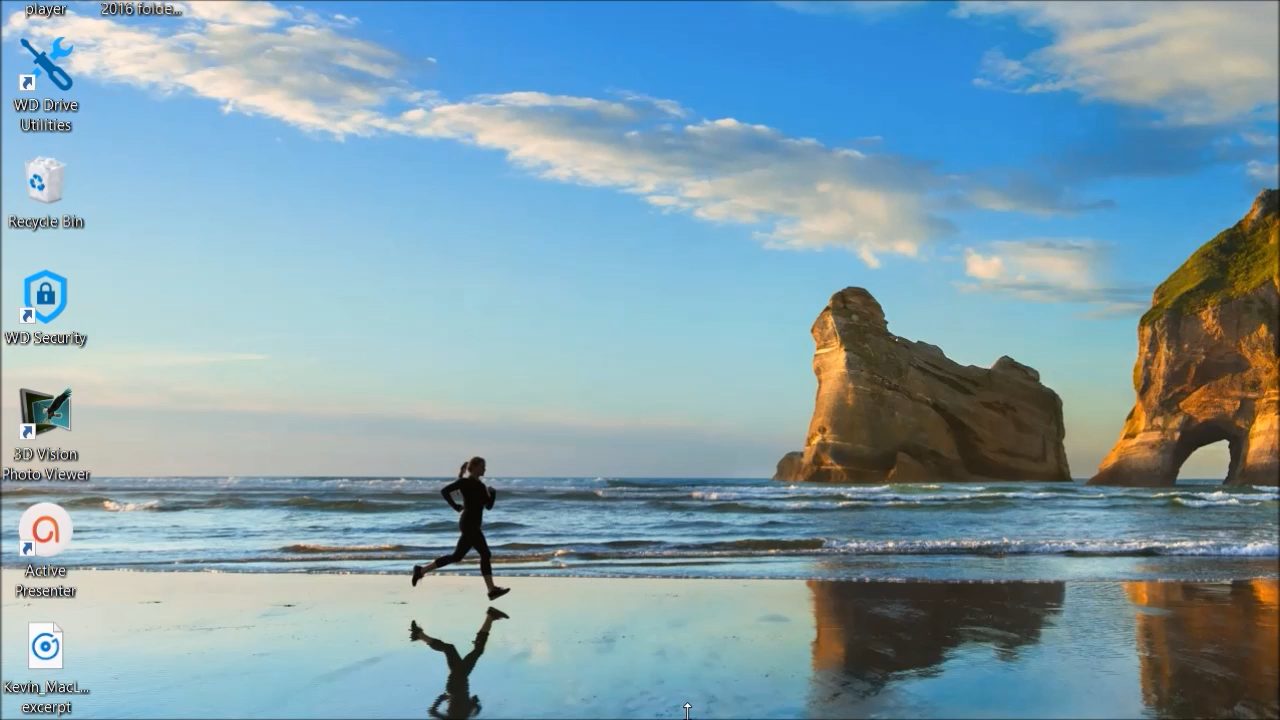 player
2016 folde...
WD Drive
Utilities
Recycle Bin
WD Security
3D Vision
Photo Viewer
Active
Presenter
Kevin_MacL...
excerpt